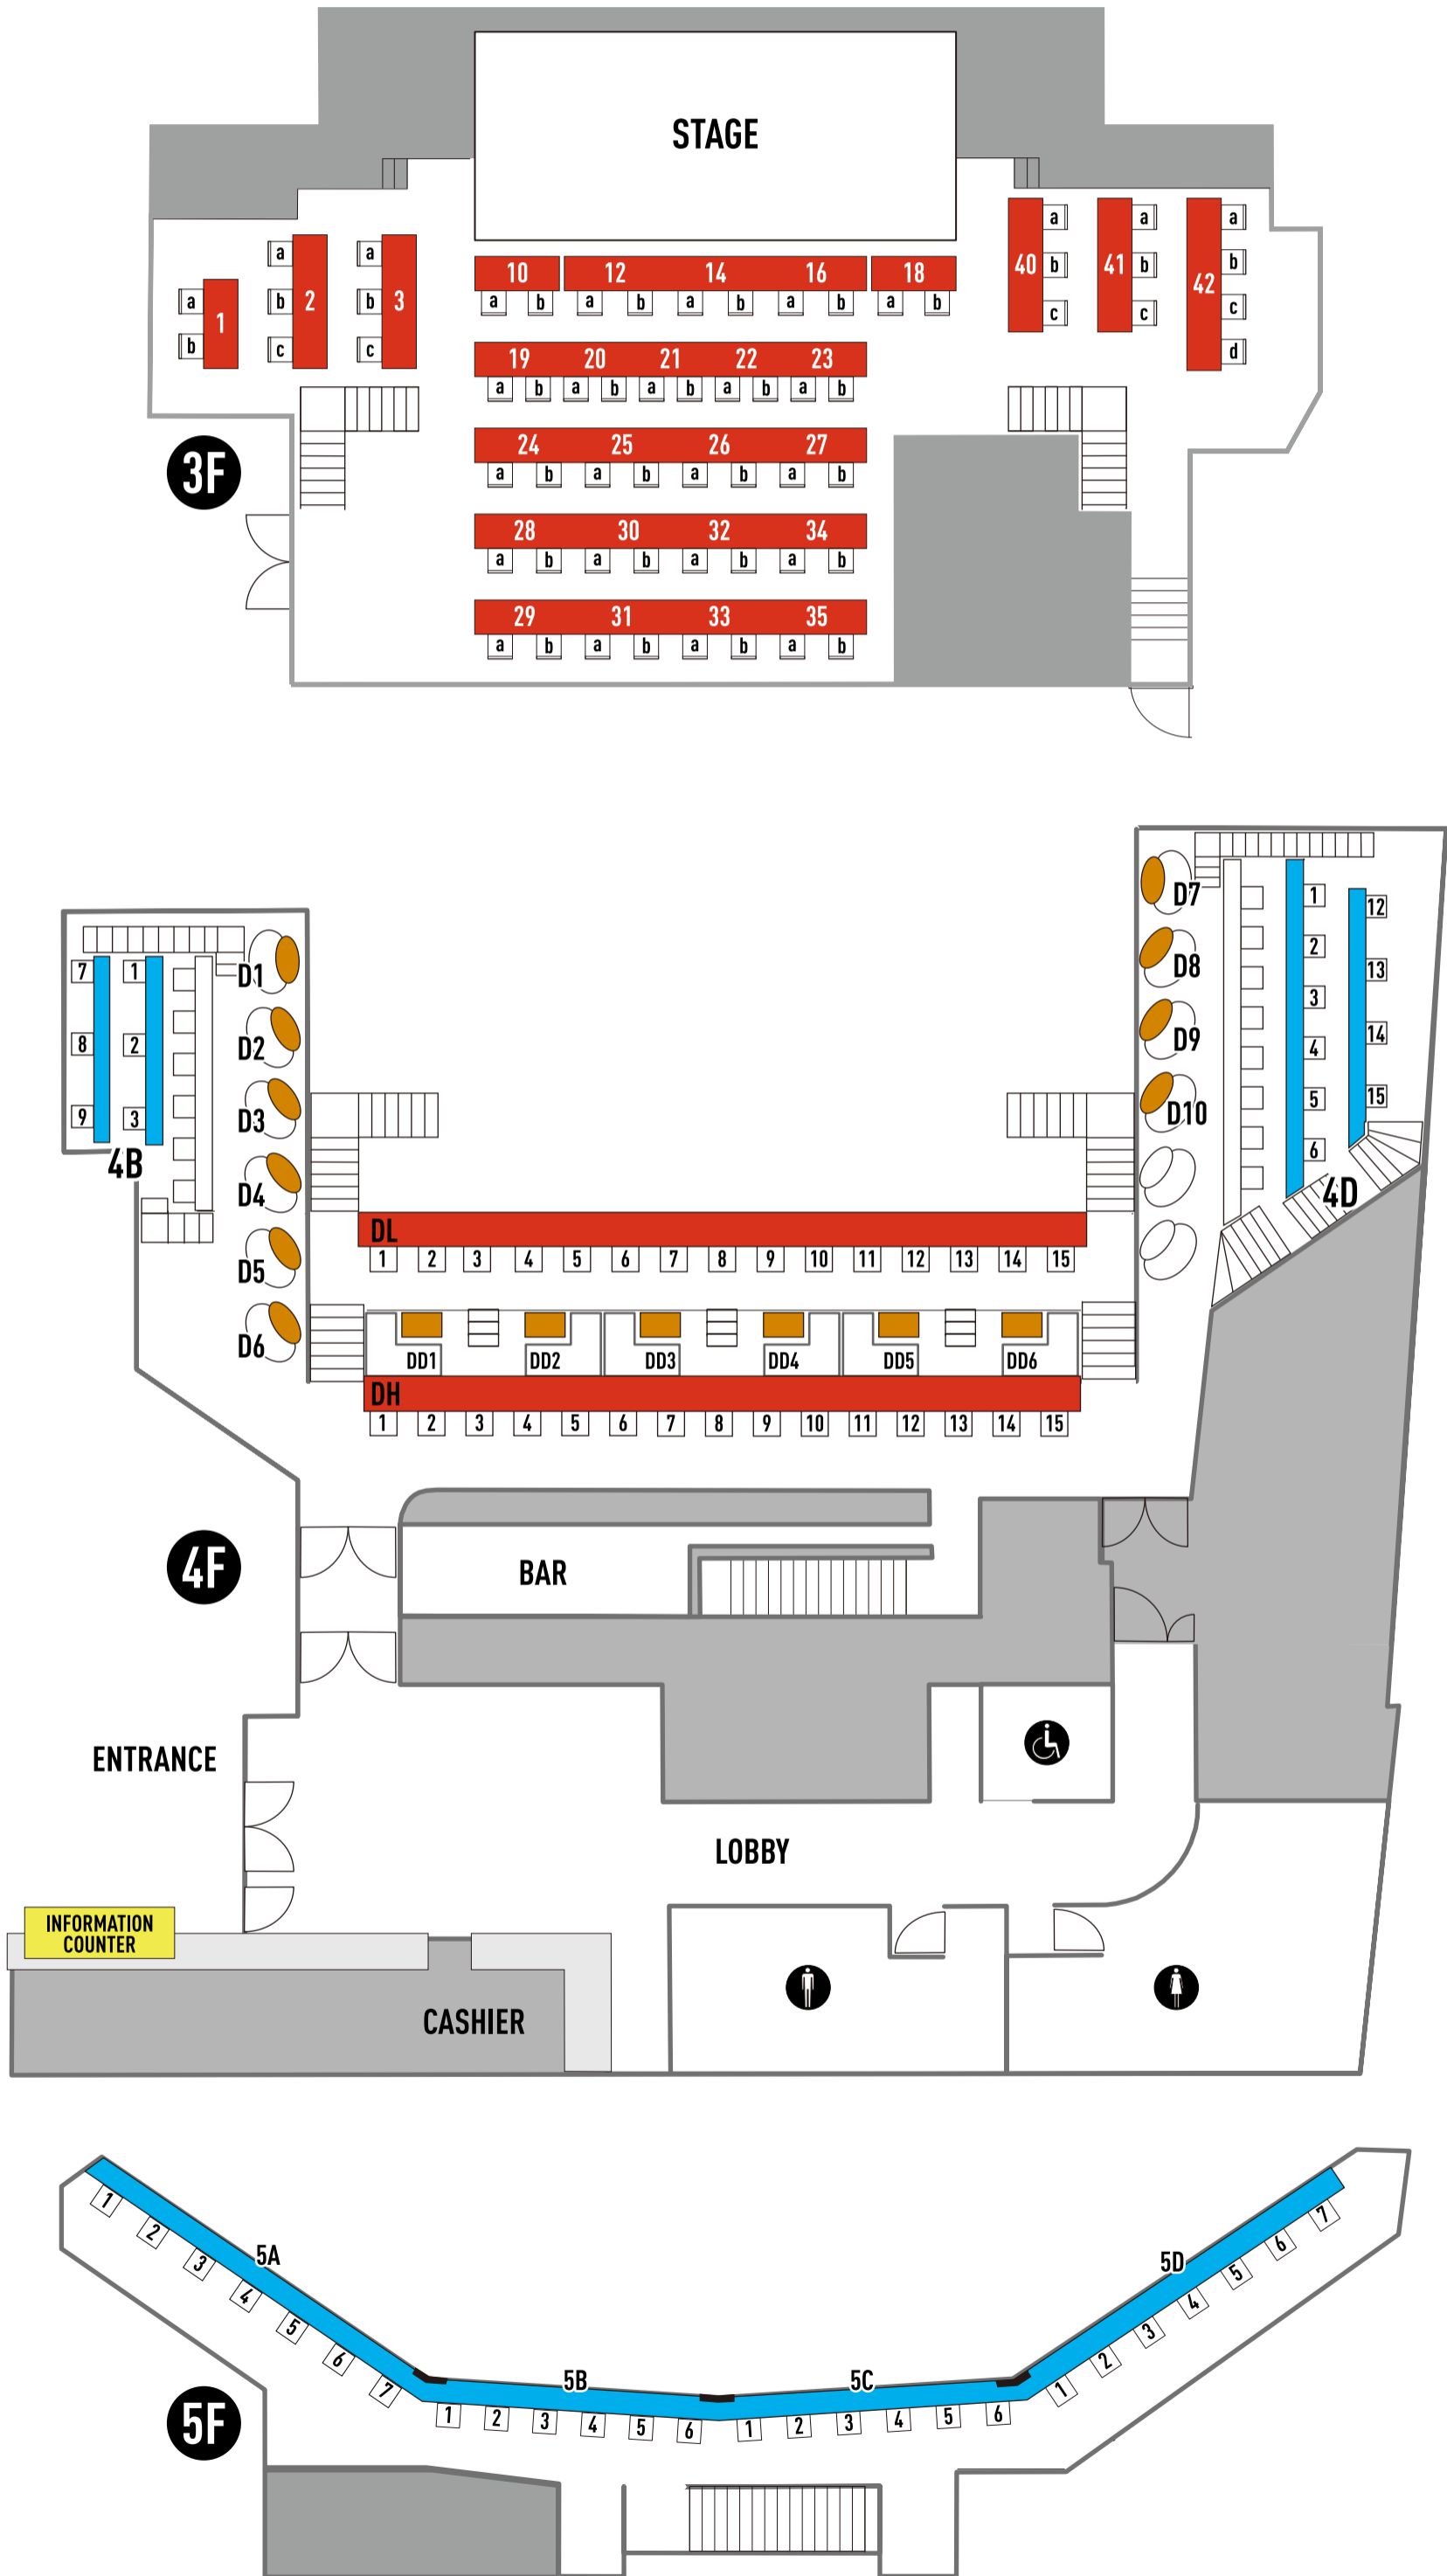 STAGE
1 a b
2 a b c
3 a b c
10 12 14 16 18
a b a b a b a b a b
40 a b c
41 a b c
42 a b c d
19 20 21 22 23
a b a b a b a b a b
3F
24 25 26 27
a b a b a b a b
28 30 32 34
a b a b a b a b
29 31 33 35
a b a b a b a b
D1
D2
D3
D4
D5
D6
7 8 9
1 2 3
4B
D7
D8
D9
D10
1 2 3 4 5 6
12 13 14 15
4D
DL
1 2 3 4 5 6 7 8 9 10 11 12 13 14 15
DD1 DD2 DD3 DD4 DD5 DD6
DH
1 2 3 4 5 6 7 8 9 10 11 12 13 14 15
4F
BAR
ENTRANCE
LOBBY
INFORMATION
COUNTER
CASHIER
5A
1 2 3 4 5 6 7
5B
1 2 3 4 5 6
5C
1 2 3 4 5 6
5D
1 2 3 4 5 6 7
5F